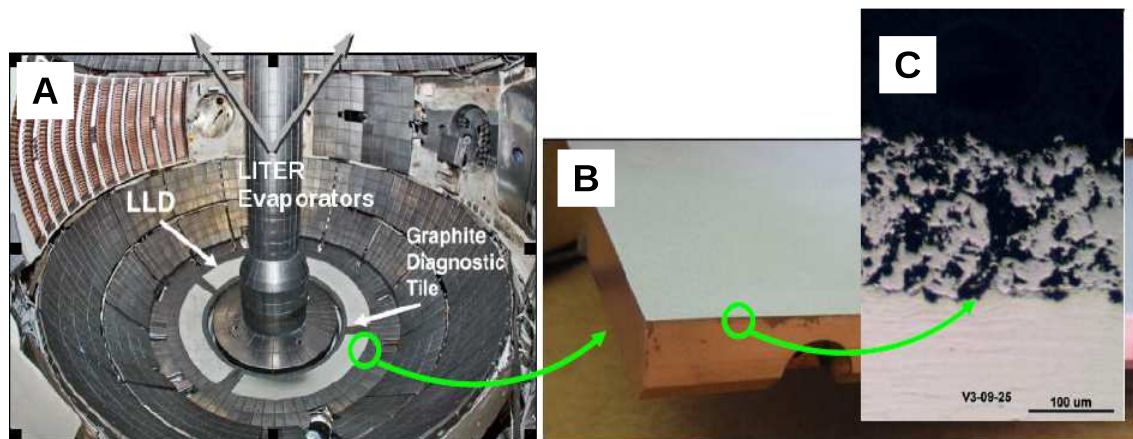 A
LITER
Evaporators
LLD
Graphite
Diagnostic
Tile
B
C
V3-09-25
100 um